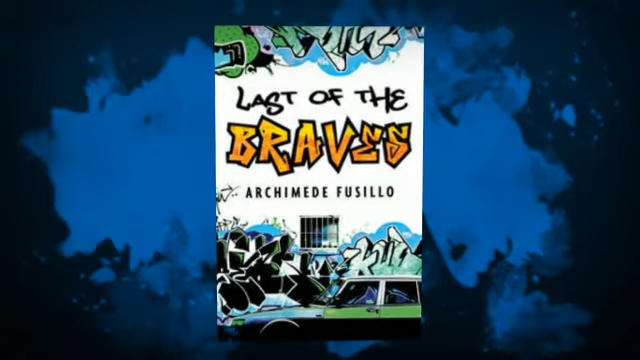 LAST OF THE
BRAVES
ARCHIMEDE FUSILLO